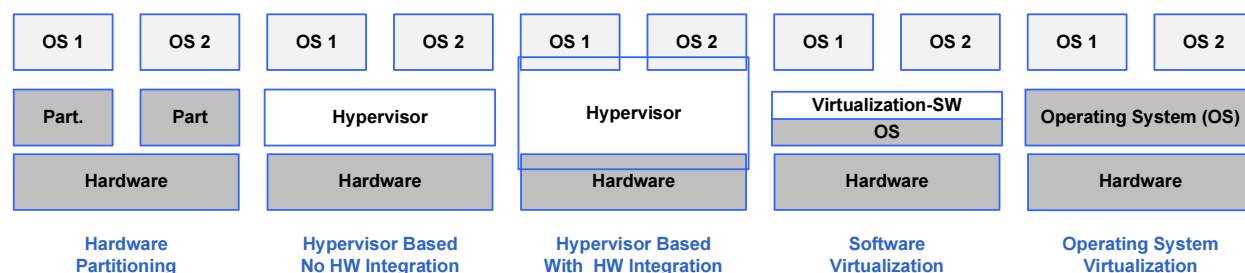 OS 1 OS 2 OS 1 OS 2 OS 1 OS 2 OS 1 OS 2 OS 1 OS 2
Part. Part Hypervisor Hypervisor Virtualization-SW Operating System (OS)
OS
Hardware Hardware Hardware Hardware Hardware
Hardware Hypervisor Based Hypervisor Based Software Operating System
Partitioning No HW Integration With HW Integration Virtualization Virtualization